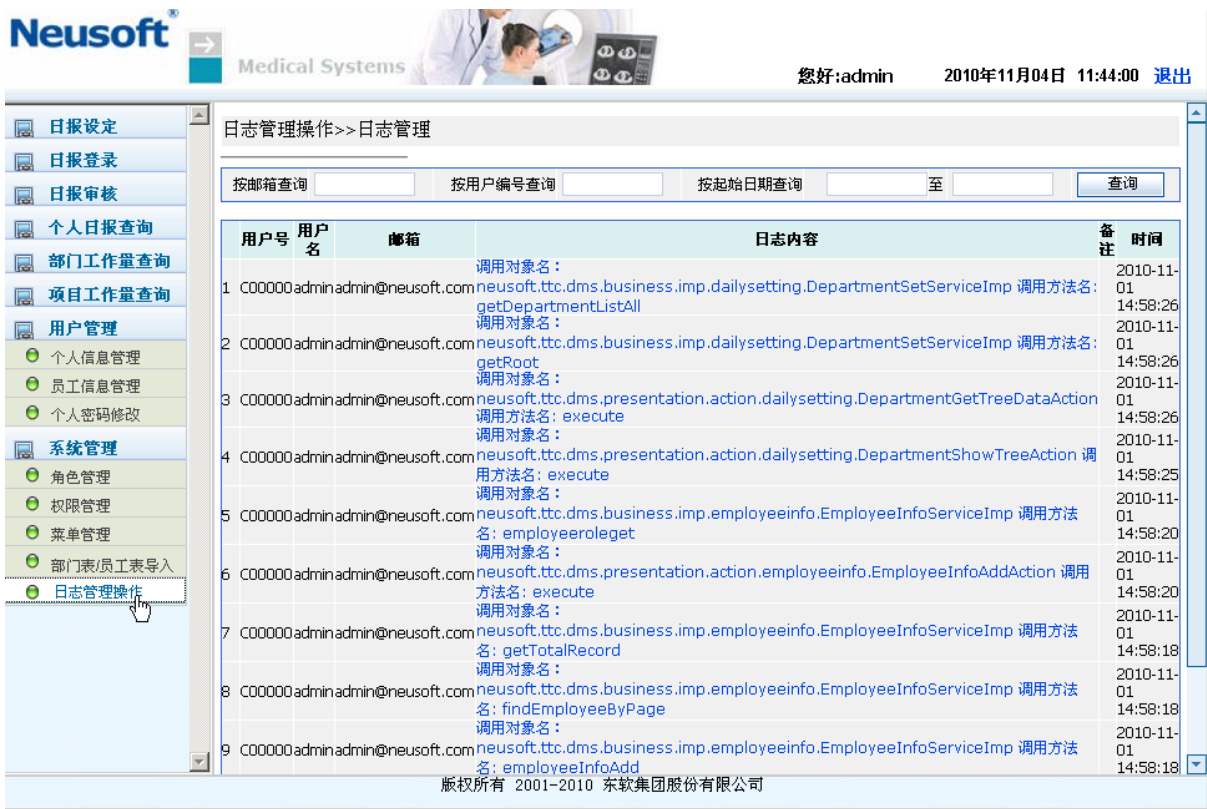 Neusoft®
Medical Systems
您好:admin 2010年11月04日 11:44:00 退出
日报设定
日报登录
日报审核
个人日报查询
部门工作量查询
项目工作量查询
用户管理
个人信息管理
员工信息管理
个人密码修改
系统管理
角色管理
权限管理
菜单管理
部门表/员工表导入
日志管理操作
日志管理操作>>日志管理
按邮箱查询 按用户编号查询 按起始日期查询 至 查询
用户号 用户名 邮箱 日志内容 备注 时间
调用对象名：
1 C00000 admin admin@neusoft.com neusoft.ttc.dms.business.imp.dailysetting.DepartmentSetServiceImp 调用方法名: 2010-11-01
getDepartmentListAll 14:58:26
调用对象名：
2 C00000 admin admin@neusoft.com neusoft.ttc.dms.business.imp.dailysetting.DepartmentSetServiceImp 调用方法名: 2010-11-01
getRoot 14:58:26
调用对象名：
3 C00000 admin admin@neusoft.com neusoft.ttc.dms.presentation.action.dailysetting.DepartmentGetTreeDataAction 2010-11-01
调用方法名: execute 14:58:26
调用对象名：
4 C00000 admin admin@neusoft.com neusoft.ttc.dms.presentation.action.dailysetting.DepartmentShowTreeAction 调 2010-11-01
用方法名: execute 14:58:25
调用对象名：
5 C00000 admin admin@neusoft.com neusoft.ttc.dms.business.imp.employeeinfo.EmployeeInfoServiceImp 调用方法 2010-11-01
名: employeeroleget 14:58:20
调用对象名：
6 C00000 admin admin@neusoft.com neusoft.ttc.dms.presentation.action.employeeinfo.EmployeeInfoAddAction 调用 2010-11-01
方法名: execute 14:58:20
调用对象名：
7 C00000 admin admin@neusoft.com neusoft.ttc.dms.business.imp.employeeinfo.EmployeeInfoServiceImp 调用方法 2010-11-01
名: getTotalRecord 14:58:18
调用对象名：
8 C00000 admin admin@neusoft.com neusoft.ttc.dms.business.imp.employeeinfo.EmployeeInfoServiceImp 调用方法 2010-11-01
名: findEmployeeByPage 14:58:18
调用对象名：
9 C00000 admin admin@neusoft.com neusoft.ttc.dms.business.imp.employeeinfo.EmployeeInfoServiceImp 调用方法 2010-11-01
名: employeeInfoAdd 14:58:18
版权所有 2001-2010 东软集团股份有限公司